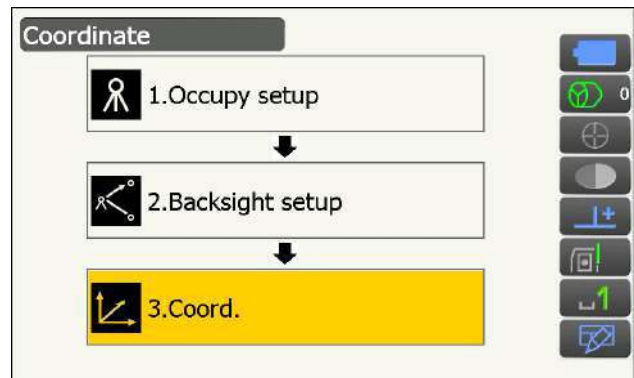 Coordinate
1.Occupy setup
0
2.Backsight setup
3.Coord.
1